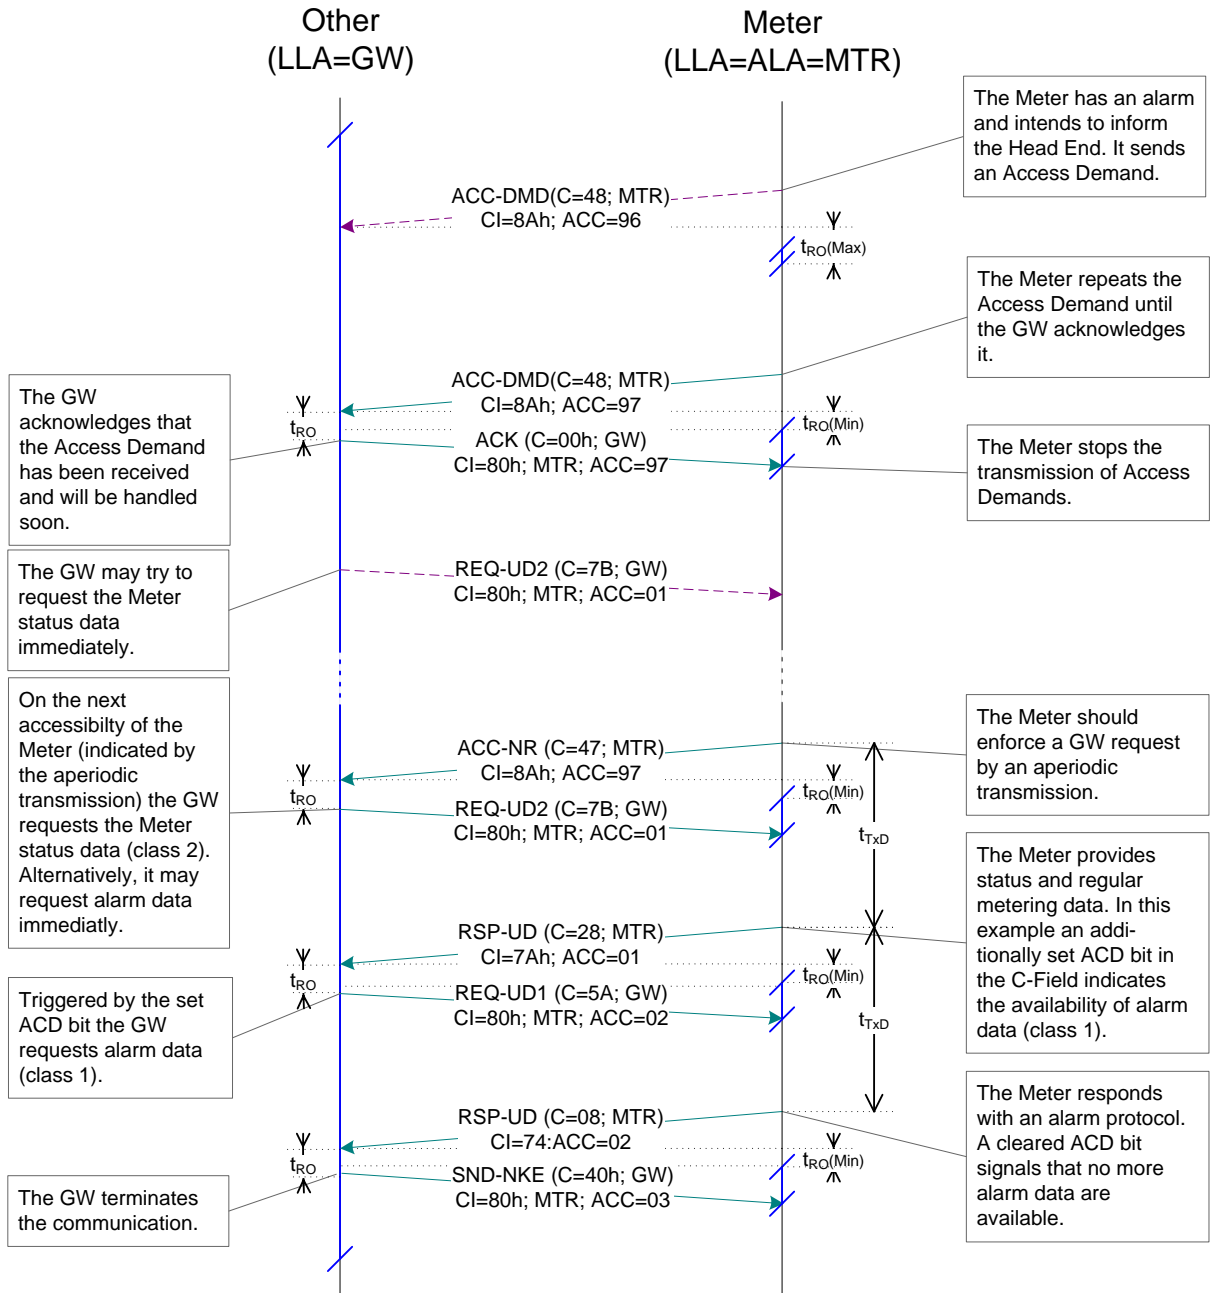 Other
(LLA=GW)
Meter
(LLA=ALA=MTR)
The Meter has an alarm
and intends to inform
the Head End. It sends
an Access Demand.
ACC-DMD(C=48; MTR)
CI=8Ah; ACC=96
tRO(Max)
The Meter repeats the
Access Demand until
the GW acknowledges
it.
The GW
acknowledges that
the Access Demand
has been received
and will be handled
soon.
ACC-DMD(C=48; MTR)
CI=8Ah; ACC=97
tRO
tRO(Min)
ACK (C=00h; GW)
CI=80h; MTR; ACC=97
The Meter stops the
transmission of Access
Demands.
The GW may try to
request the Meter
status data
immediately.
REQ-UD2 (C=7B; GW)
CI=80h; MTR; ACC=01
On the next
accessibilty of the
Meter (indicated by
the aperiodic
transmission) the GW
requests the Meter
status data (class 2).
Alternatively, it may
request alarm data
immediatly.
ACC-NR (C=47; MTR)
CI=8Ah; ACC=97
tRO
tRO(Min)
REQ-UD2 (C=7B; GW)
CI=80h; MTR; ACC=01
tTxD
The Meter should
enforce a GW request
by an aperiodic
transmission.
The Meter provides
status and regular
metering data. In this
example an addi-
tionally set ACD bit in
the C-Field indicates
the availability of alarm
data (class 1).
RSP-UD (C=28; MTR)
CI=7Ah; ACC=01
tRO
tRO(Min)
REQ-UD1 (C=5A; GW)
CI=80h; MTR; ACC=02
tTxD
Triggered by the set
ACD bit the GW
requests alarm data
(class 1).
The Meter responds
with an alarm protocol.
A cleared ACD bit
signals that no more
alarm data are
available.
RSP-UD (C=08; MTR)
CI=74:ACC=02
tRO
tRO(Min)
SND-NKE (C=40h; GW)
CI=80h; MTR; ACC=03
The GW terminates
the communication.